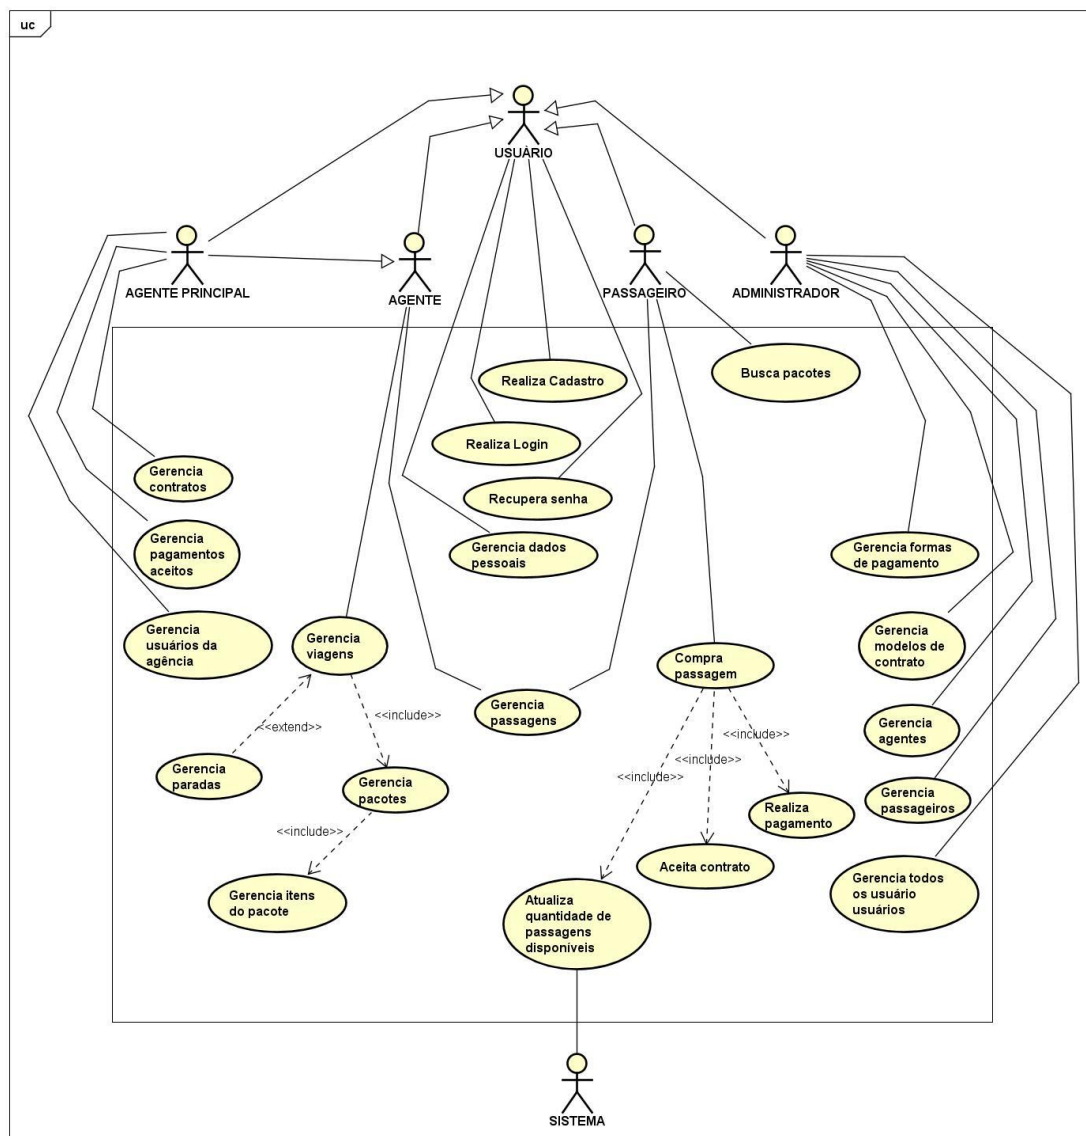 uc
USUÁRIO
AGENTE PRINCIPAL
AGENTE
PASSAGEIRO
ADMINISTRADOR
Busca pacotes
Realiza Cadastro
Realiza Login
Gerencia
contratos
Recupera senha
Gerencia
pagamentos
aceitos
Gerencia dados
pessoais
Gerencia formas
de pagamento
Gerencia
usuários da
agência
Gerencia
viagens
Compra
passagem
Gerencia
modelos de
contrato
Gerencia
passagens
<<include>>
<<extend>>
Gerencia
agentes
<<include>>
<<include>>
<<include>>
Gerencia
paradas
Gerencia
pacotes
Realiza
pagamento
Gerencia
passageiros
<<include>>
Aceita contrato
Gerencia itens
do pacote
Atualiza
quantidade de
passagens
disponíveis
Gerencia todos
os usuário
usuários
SISTEMA